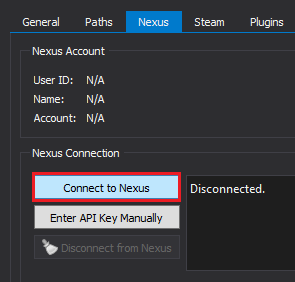 General Paths Nexus Steam Plugins
Nexus Account
User ID: N/A
Name: N/A
Account: N/A
Nexus Connection
Connect to Nexus
Disconnected.
Enter API Key Manually
Disconnect from Nexus